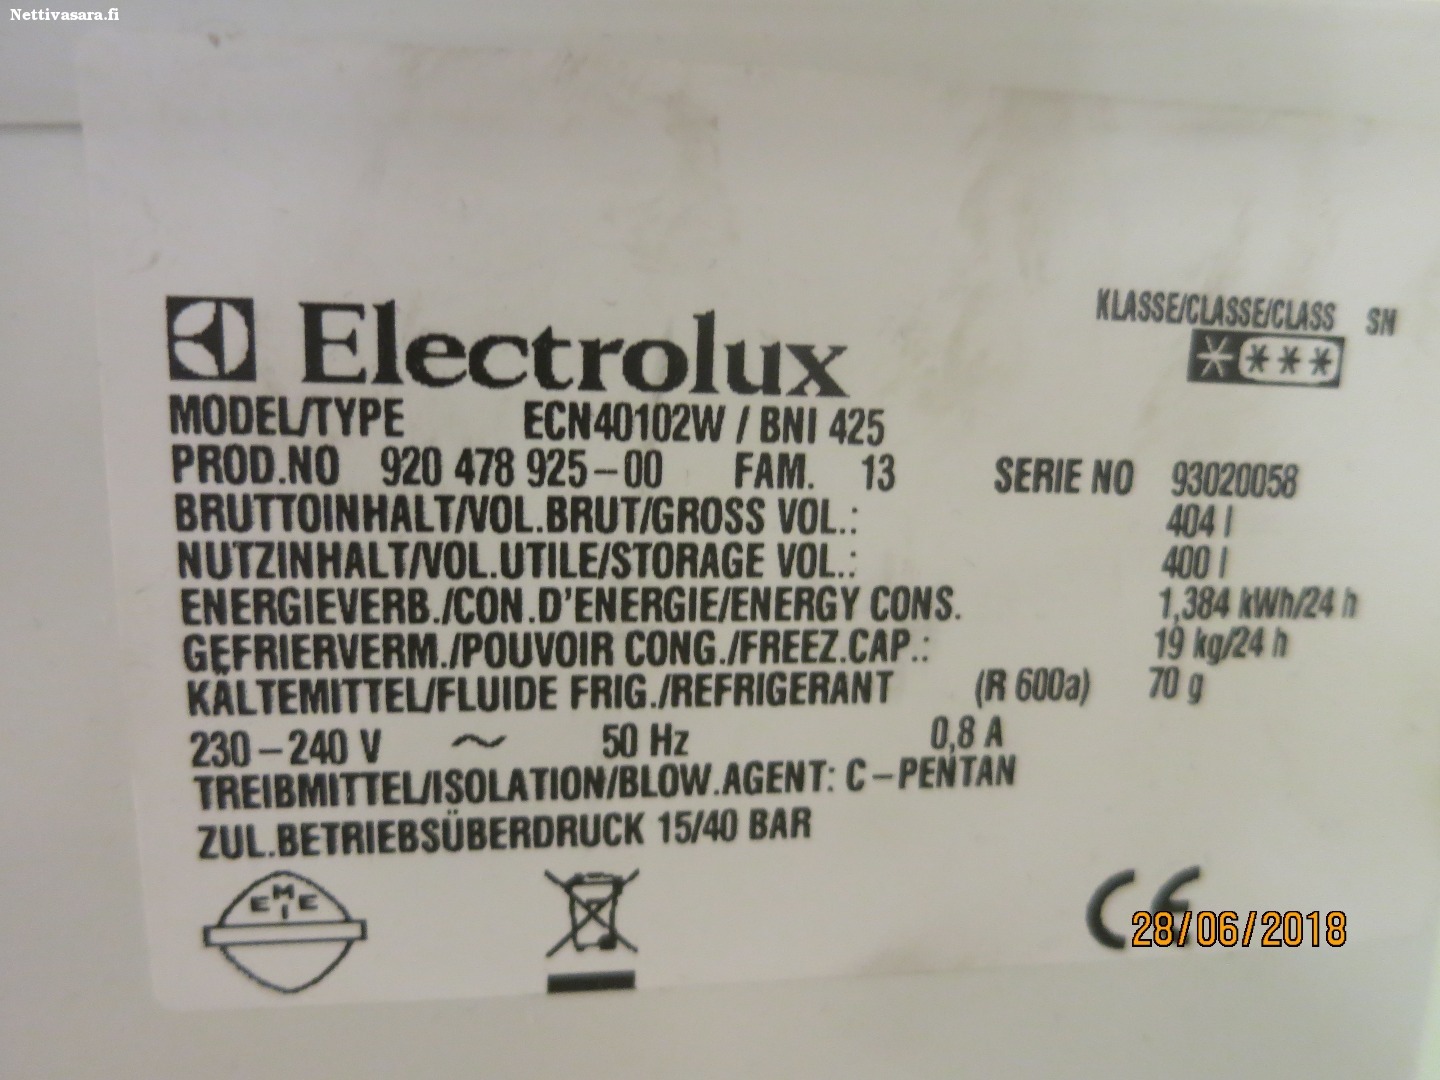 Nettivasara.fi
Electrolux
KLASSE/CLASSE/CLASS SN
MODEL/TYPE ECN40102W / BNI 425
PROD.NO 920 478 925-00 FAM. 13 SERIE NO 93020058
BRUTTOINHALT/VOL.BRUT/GROSS VOL.: 404 l
NUTZINHALT/VOL.UTILE/STORAGE VOL.: 400 l
ENERGIEVERB./CON.D'ENERGIE/ENERGY CONS. 1,384 kWh/24 h
GEFRIERVERM./POUVOIR CONG./FREEZ.CAP.: 19 kg/24 h
KÄLTEMITTEL/FLUIDE FRIG./REFRIGERANT (R 600a) 70 g
230-240 V ~ 50 Hz 0,8 A
TREIBMITTEL/ISOLATION/BLOW.AGENT: C-PENTAN
ZUL.BETRIEBSÜBERDRUCK 15/40 BAR
EMEI
CE
28/06/2018